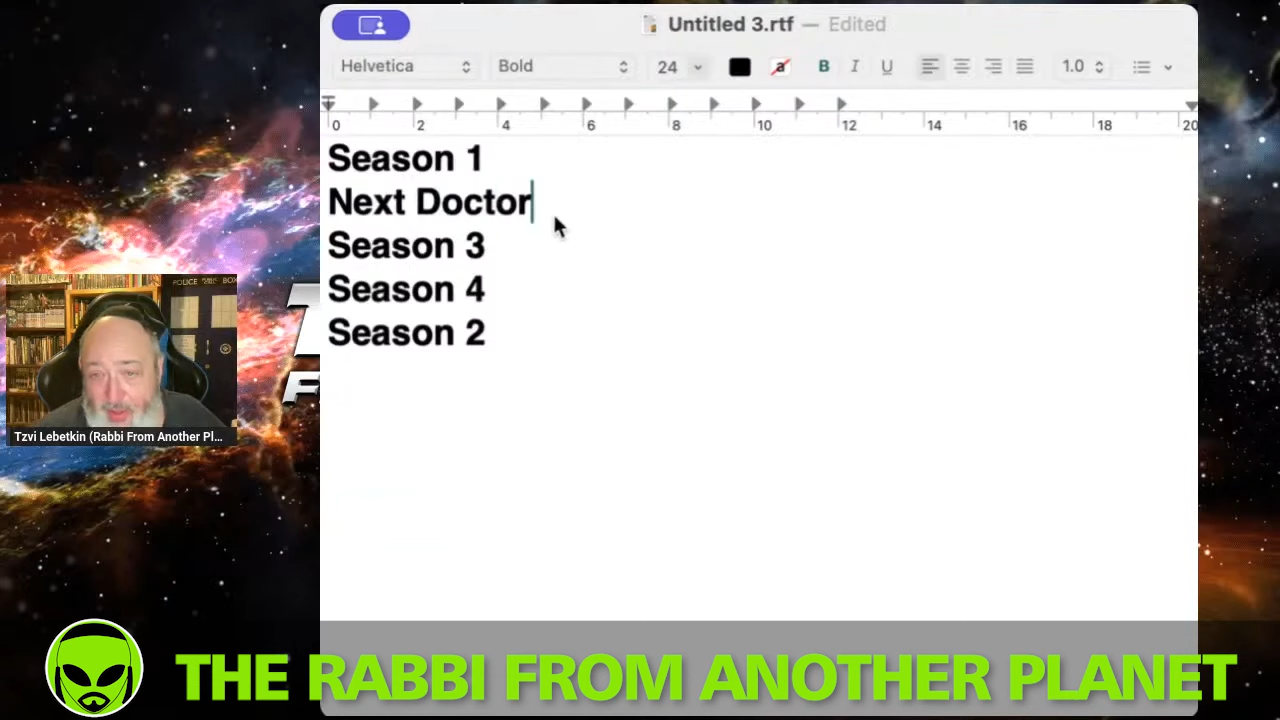 Untitled 3.rtf — Edited
Helvetica Bold 24 a B I U 1.0
0 2 4 6 8 10 12 14 16 18 20
Season 1
Next Doctor
Season 3
Season 4
Season 2
POLICE BOX
Tzvi Lebetkin (Rabbi From Another Pl...
THE RABBI FROM ANOTHER PLANET